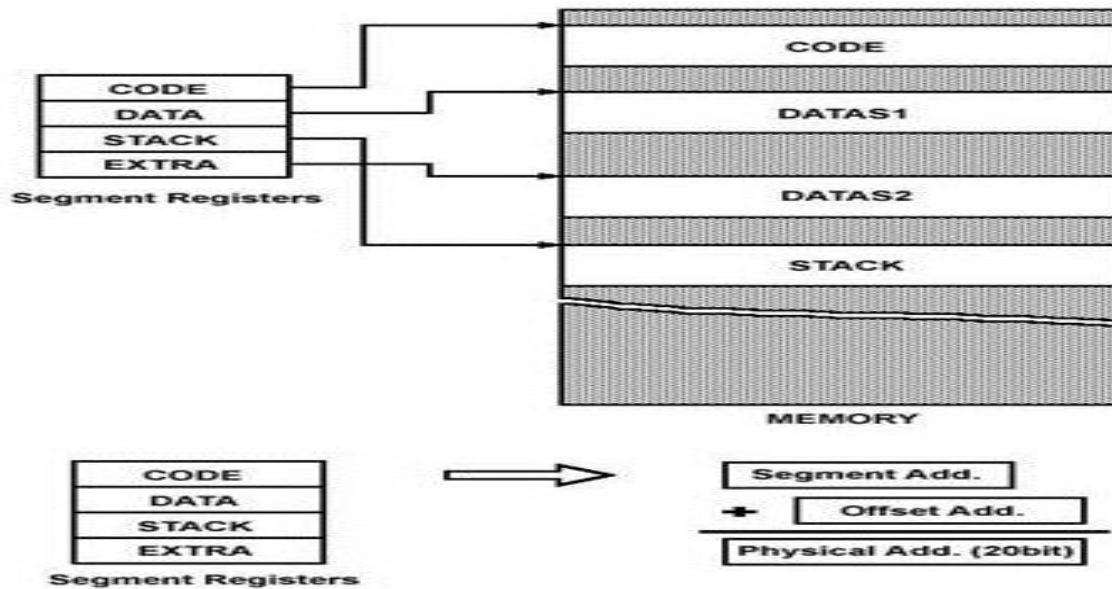 CODE
DATA
STACK
EXTRA
Segment Registers
CODE
DATAS1
DATAS2
STACK
MEMORY
CODE
DATA
STACK
EXTRA
Segment Registers
Segment Add.
+ Offset Add.
Physical Add. (20bit)